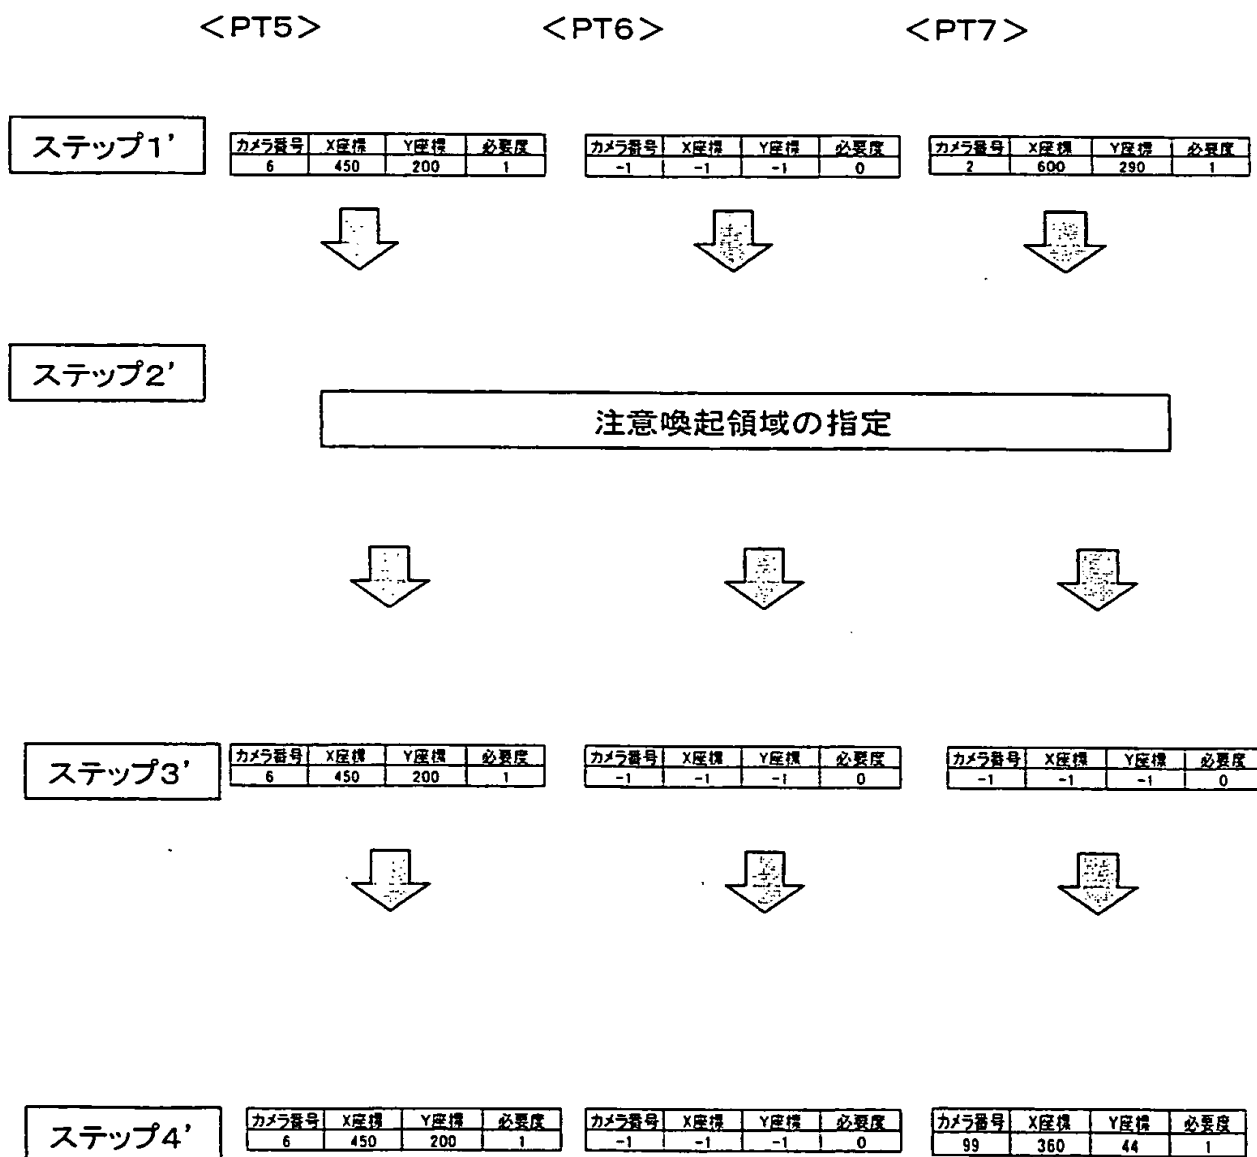 <PT5> <PT6> <PT7>
ステップ1’
カメラ番号 X座標 Y座標 必要度
6 450 200 1
カメラ番号 X座標 Y座標 必要度
-1 -1 -1 0
カメラ番号 X座標 Y座標 必要度
2 600 290 1
ステップ2’
注意喚起領域の指定
ステップ3’
カメラ番号 X座標 Y座標 必要度
6 450 200 1
カメラ番号 X座標 Y座標 必要度
-1 -1 -1 0
カメラ番号 X座標 Y座標 必要度
-1 -1 -1 0
ステップ4’
カメラ番号 X座標 Y座標 必要度
6 450 200 1
カメラ番号 X座標 Y座標 必要度
-1 -1 -1 0
カメラ番号 X座標 Y座標 必要度
99 360 44 1